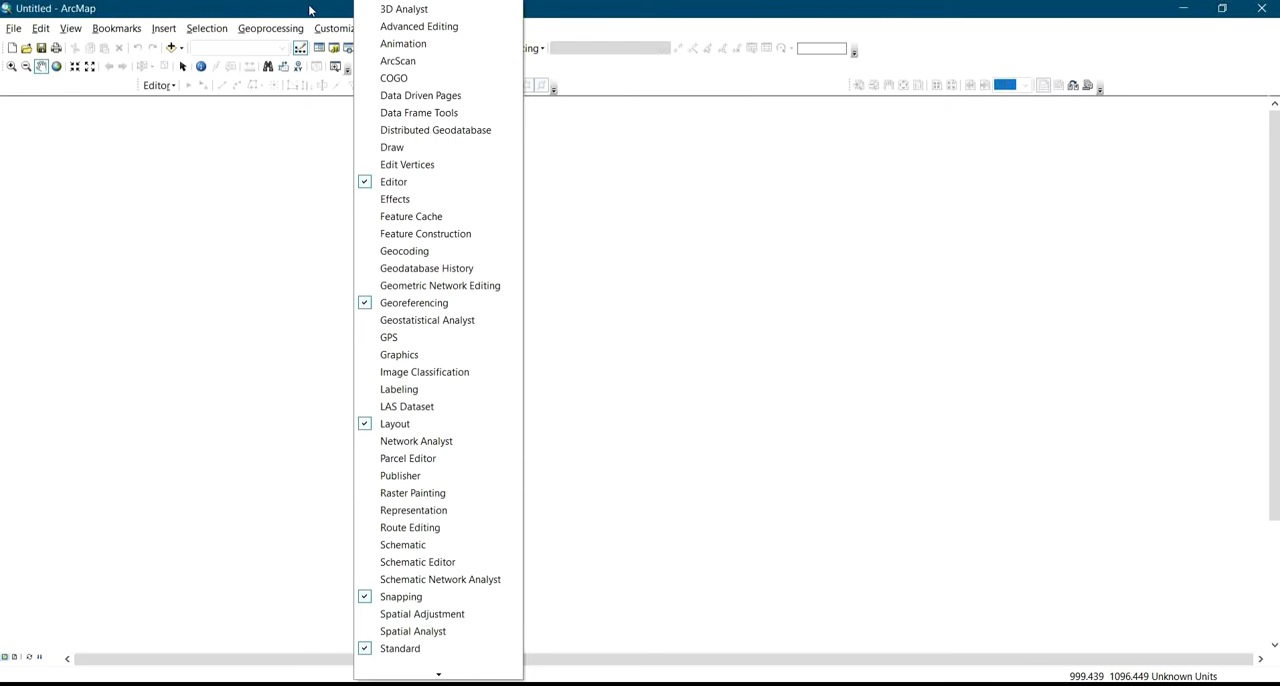 Untitled - ArcMap
File Edit View Bookmarks Insert Selection Geoprocessing
Editor
3D Analyst
Advanced Editing
Animation
ArcScan
COGO
Data Driven Pages
Data Frame Tools
Distributed Geodatabase
Draw
Edit Vertices
Editor
Effects
Feature Cache
Feature Construction
Geocoding
Geodatabase History
Geometric Network Editing
Georeferencing
Geostatistical Analyst
GPS
Graphics
Image Classification
Labeling
LAS Dataset
Layout
Network Analyst
Parcel Editor
Publisher
Raster Painting
Representation
Route Editing
Schematic
Schematic Editor
Schematic Network Analyst
Snapping
Spatial Adjustment
Spatial Analyst
Standard
999.439 1096.449 Unknown Units